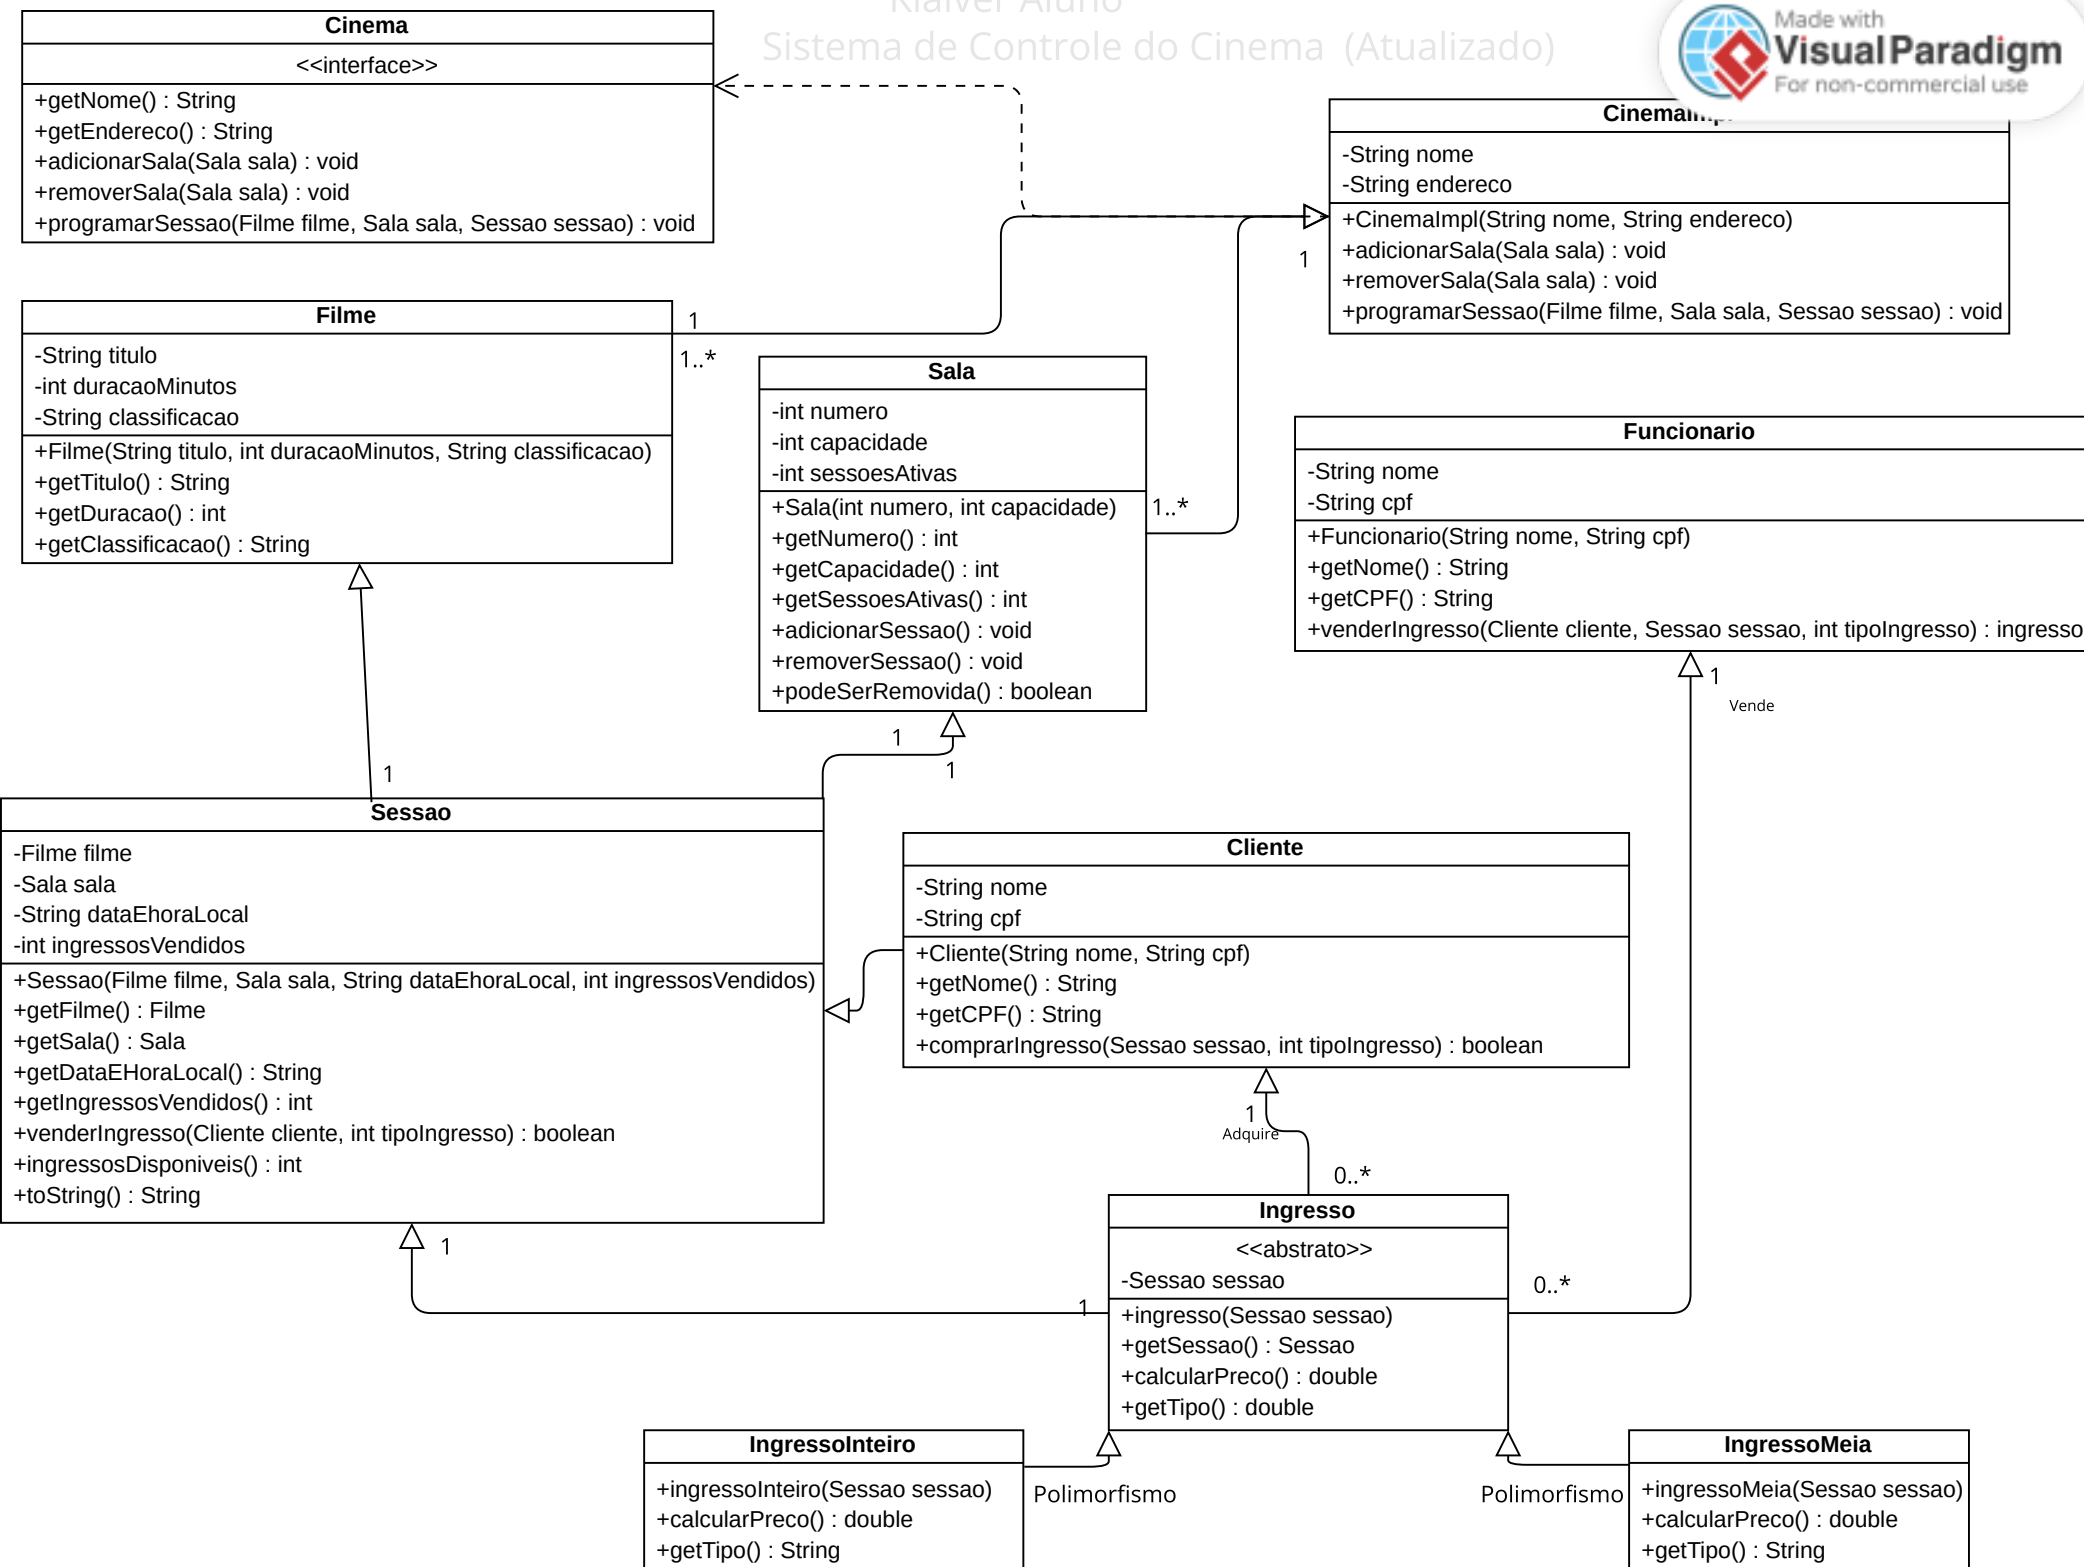 Klaiver Aluno
Sistema de Controle do Cinema (Atualizado)
Made with
Visual Paradigm
For non-commercial use
Cinema
<<interface>>
+getNome() : String
+getEndereco() : String
+adicionarSala(Sala sala) : void
+removerSala(Sala sala) : void
+programarSessao(Filme filme, Sala sala, Sessao sessao) : void
CinemaImpl
-String nome
-String endereco
+CinemaImpl(String nome, String endereco)
+adicionarSala(Sala sala) : void
+removerSala(Sala sala) : void
+programarSessao(Filme filme, Sala sala, Sessao sessao) : void
1
Filme
-String titulo
-int duracaoMinutos
-String classificacao
+Filme(String titulo, int duracaoMinutos, String classificacao)
+getTitulo() : String
+getDuracao() : int
+getClassificacao() : String
1
1..*
Sala
-int numero
-int capacidade
-int sessoesAtivas
+Sala(int numero, int capacidade)
+getNumero() : int
+getCapacidade() : int
+getSessoesAtivas() : int
+adicionarSessao() : void
+removerSessao() : void
+podeSerRemovida() : boolean
1..*
Funcionario
-String nome
-String cpf
+Funcionario(String nome, String cpf)
+getNome() : String
+getCPF() : String
+venderIngresso(Cliente cliente, Sessao sessao, int tipoIngresso) : ingresso
1
Vende
1
1
1
Sessao
-Filme filme
-Sala sala
-String dataEhoraLocal
-int ingressosVendidos
+Sessao(Filme filme, Sala sala, String dataEhoraLocal, int ingressosVendidos)
+getFilme() : Filme
+getSala() : Sala
+getDataEHoraLocal() : String
+getIngressosVendidos() : int
+venderIngresso(Cliente cliente, int tipoIngresso) : boolean
+ingressosDisponiveis() : int
+toString() : String
1
Cliente
-String nome
-String cpf
+Cliente(String nome, String cpf)
+getNome() : String
+getCPF() : String
+comprarIngresso(Sessao sessao, int tipoIngresso) : boolean
1
Adquire
0..*
Ingresso
<<abstrato>>
-Sessao sessao
+ingresso(Sessao sessao)
+getSessao() : Sessao
+calcularPreco() : double
+getTipo() : double
1
0..*
IngressoInteiro
+ingressoInteiro(Sessao sessao)
+calcularPreco() : double
+getTipo() : String
Polimorfismo
Polimorfismo
IngressoMeia
+ingressoMeia(Sessao sessao)
+calcularPreco() : double
+getTipo() : String